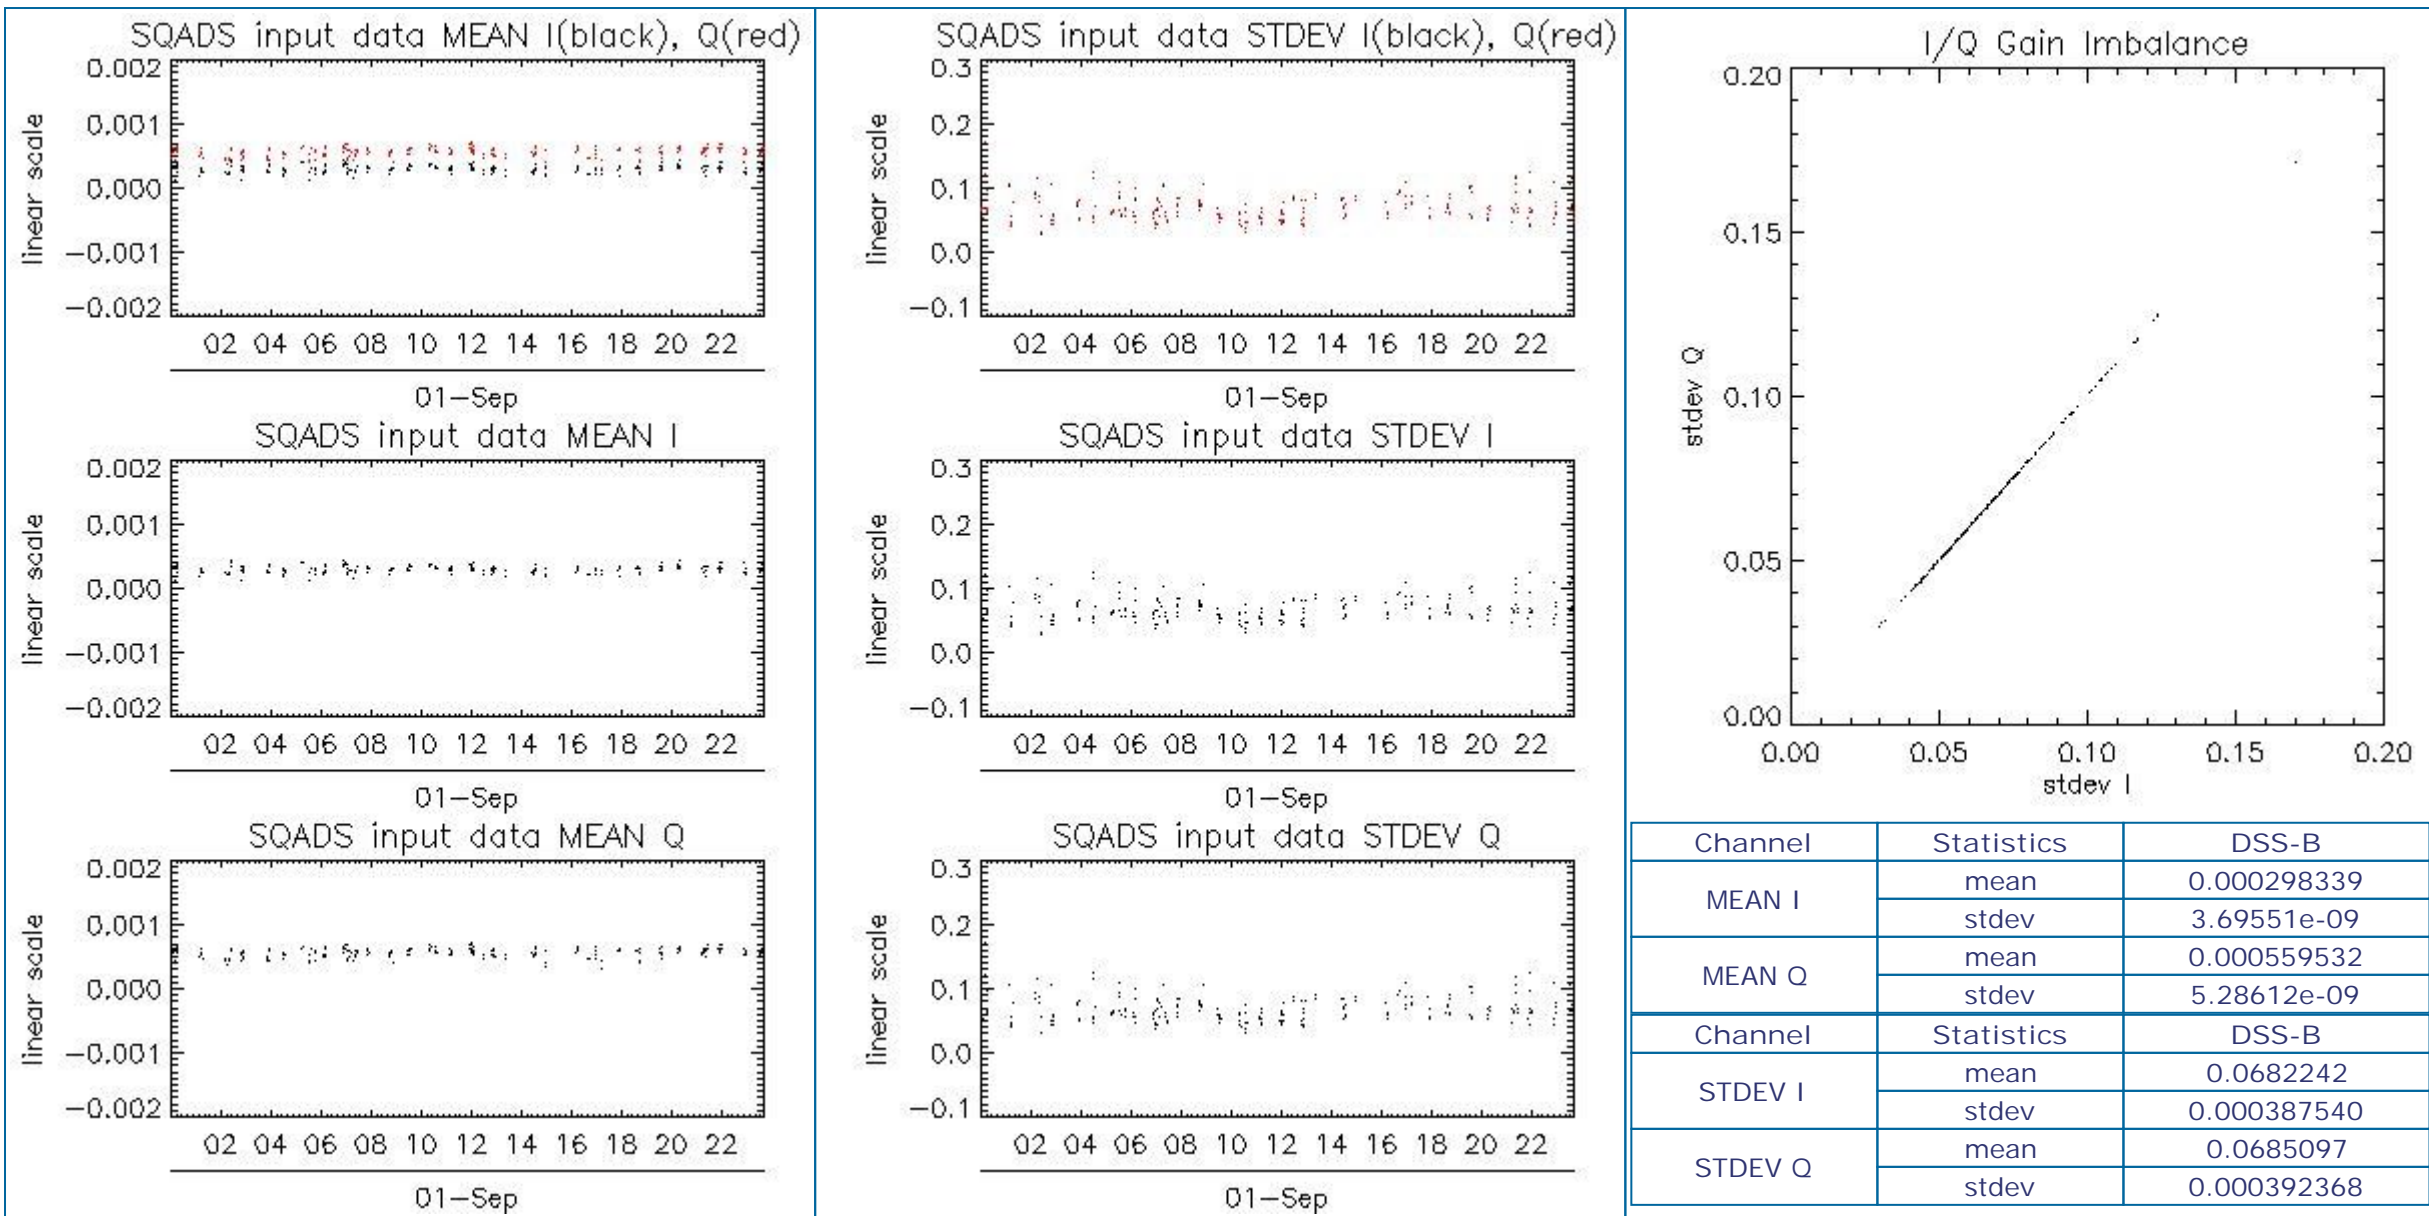 SQADS input data MEAN I(black), Q(red)
linear scale
0.002
0.001
0.000
−0.001
−0.002
02 04 06 08 10 12 14 16 18 20 22
01−Sep
SQADS input data MEAN I
linear scale
0.002
0.001
0.000
−0.001
−0.002
02 04 06 08 10 12 14 16 18 20 22
01−Sep
SQADS input data MEAN Q
linear scale
0.002
0.001
0.000
−0.001
−0.002
02 04 06 08 10 12 14 16 18 20 22
01−Sep
SQADS input data STDEV I(black), Q(red)
linear scale
0.3
0.2
0.1
0.0
−0.1
02 04 06 08 10 12 14 16 18 20 22
01−Sep
SQADS input data STDEV I
linear scale
0.3
0.2
0.1
0.0
−0.1
02 04 06 08 10 12 14 16 18 20 22
01−Sep
SQADS input data STDEV Q
linear scale
0.3
0.2
0.1
0.0
−0.1
02 04 06 08 10 12 14 16 18 20 22
01−Sep
I/Q Gain Imbalance
stdev Q
0.20
0.15
0.10
0.05
0.00
0.00 0.05 0.10 0.15 0.20
stdev I
Channel Statistics DSS-B
MEAN I mean 0.000298339
stdev 3.69551e-09
MEAN Q mean 0.000559532
stdev 5.28612e-09
Channel Statistics DSS-B
STDEV I mean 0.0682242
stdev 0.000387540
STDEV Q mean 0.0685097
stdev 0.000392368